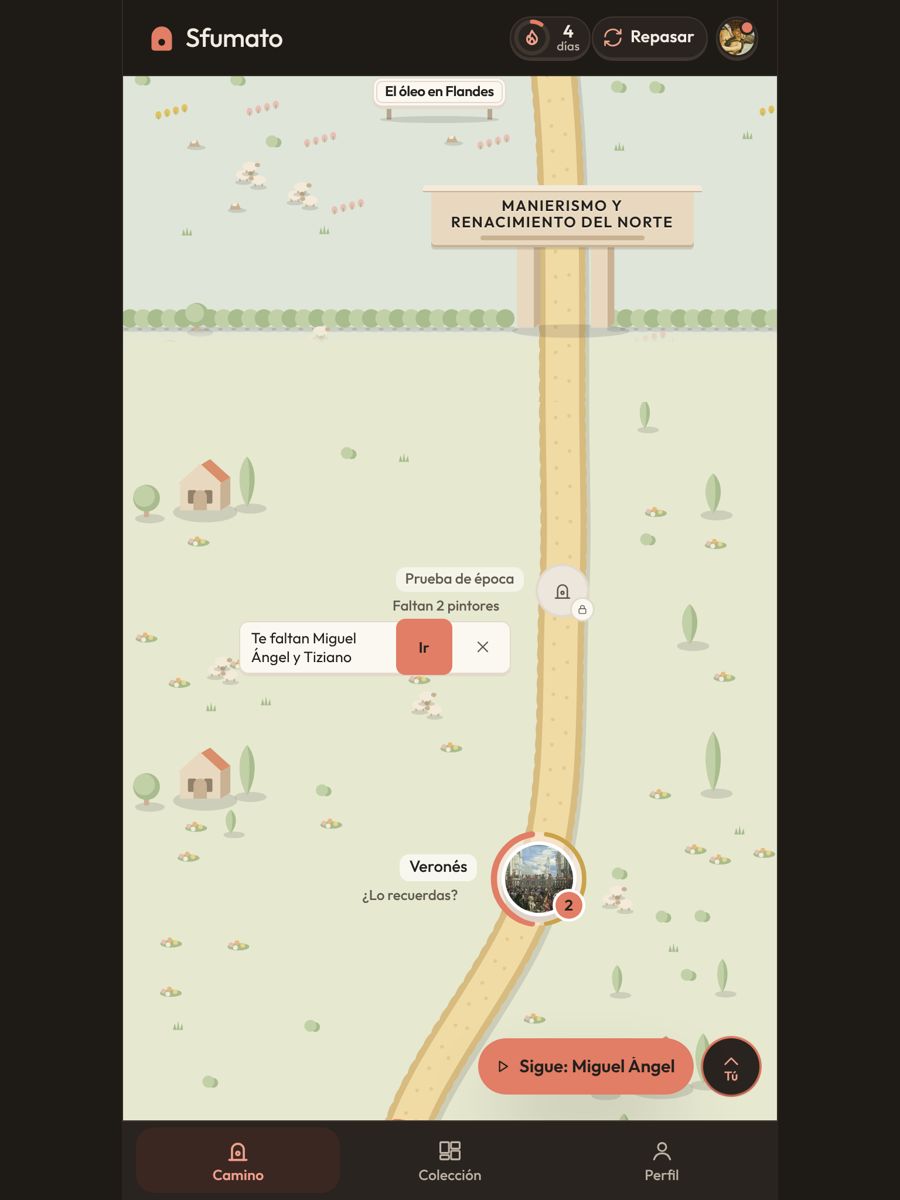 Sfumato
4
días
Repasar
El óleo en Flandes
MANIERISMO Y
RENACIMIENTO DEL NORTE
Prueba de época
Faltan 2 pintores
Te faltan Miguel
Ángel y Tiziano
Ir
Veronés
¿Lo recuerdas?
2
Sigue: Miguel Ángel
Tú
Camino
Colección
Perfil